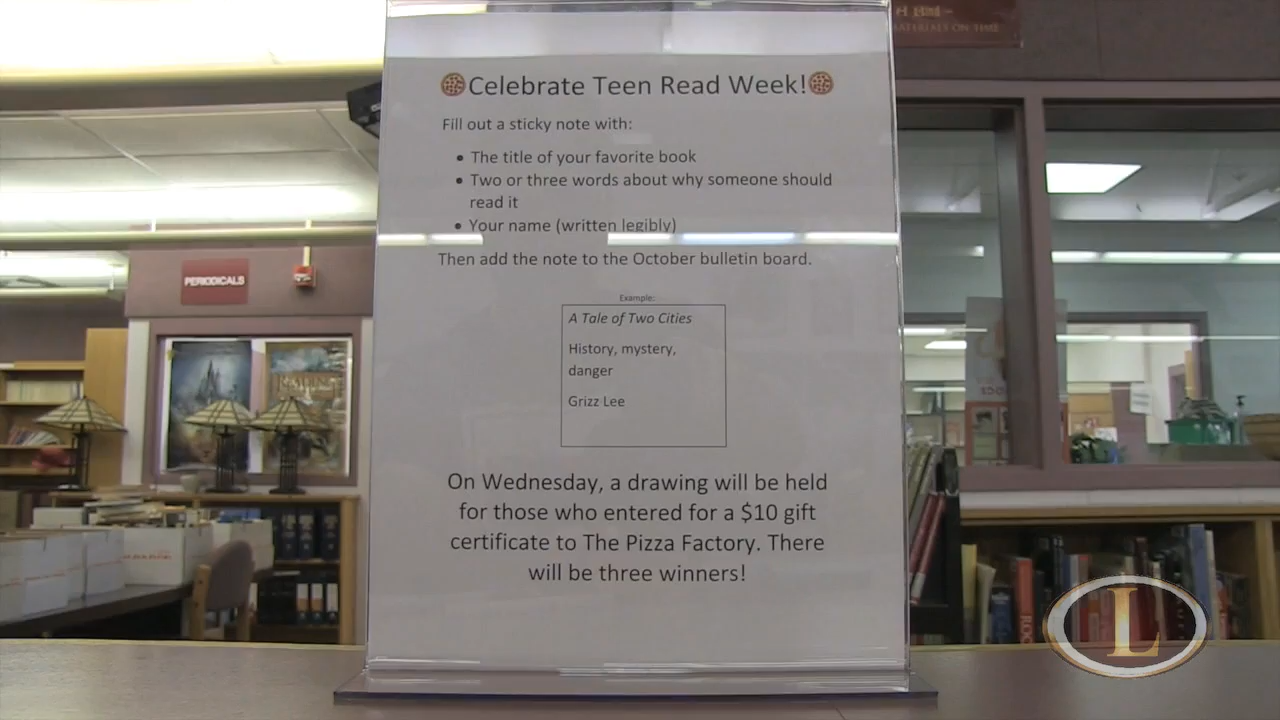 Celebrate Teen Read Week!
Fill out a sticky note with:
• The title of your favorite book
• Two or three words about why someone should
read it
• Your name (written legibly)
Then add the note to the October bulletin board.
Example:
A Tale of Two Cities
History, mystery,
danger
Grizz Lee
On Wednesday, a drawing will be held
for those who entered for a $10 gift
certificate to The Pizza Factory. There
will be three winners!
PERIODICALS
READING
ON TIME
L